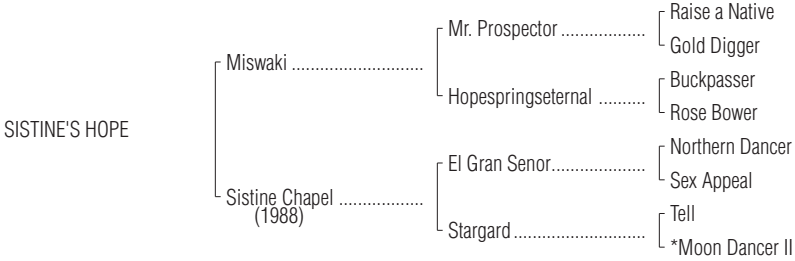 Raise a Native
Mr. Prospector ...................
Gold Digger
Miswaki ............................
Buckpasser
Hopespringseternal ..........
Rose Bower
SISTINE'S HOPE
Northern Dancer
El Gran Senor....................
Sex Appeal
Sistine Chapel ..................
(1988)
Tell
Stargard............................
*Moon Dancer II